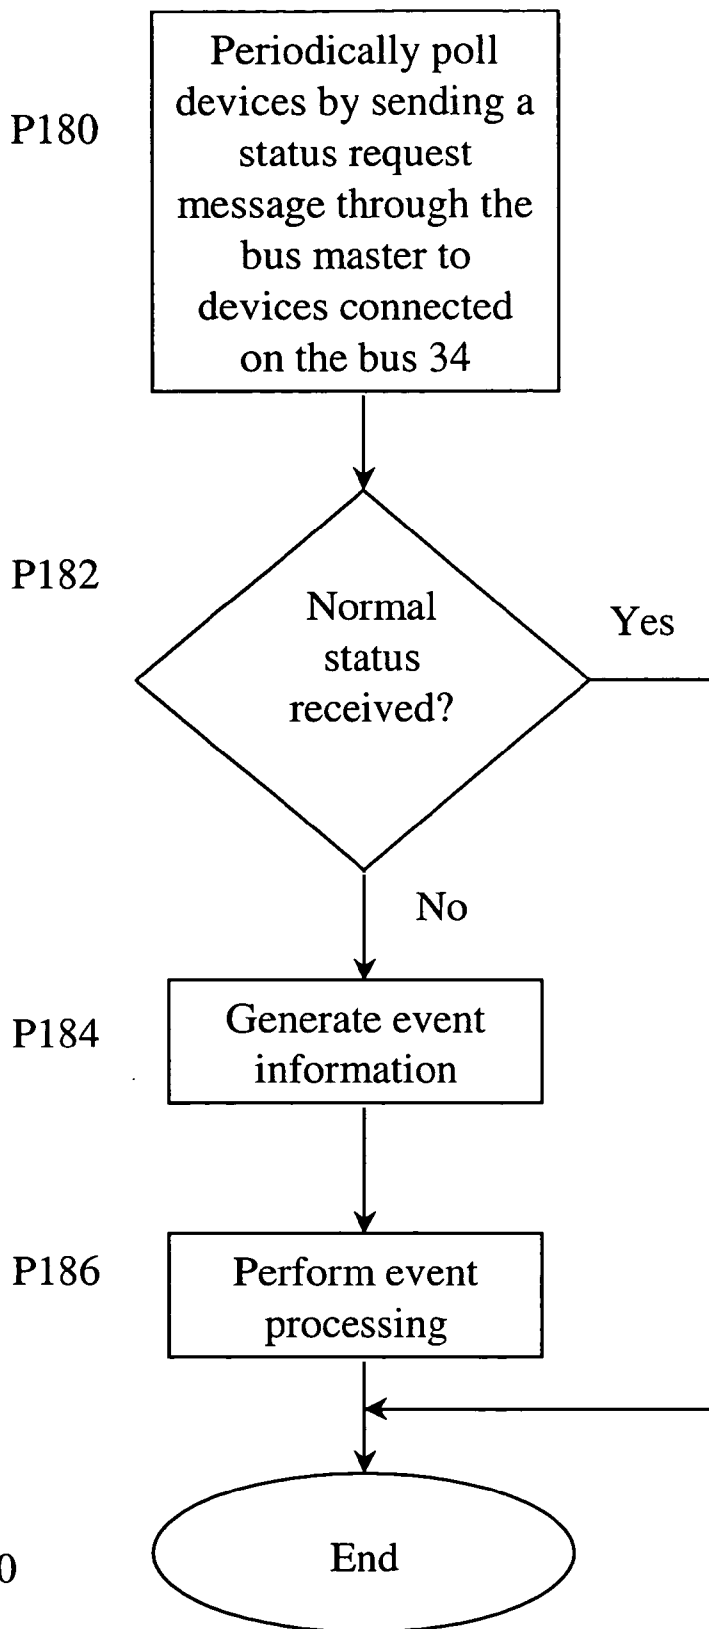 Periodically poll
devices by sending a
P180
status request
message through the
bus master to
devices connected
on the bus 34
P182
Normal
Yes
status
received?
No
P184
Generate event
information
P186
Perform event
processing
End
0